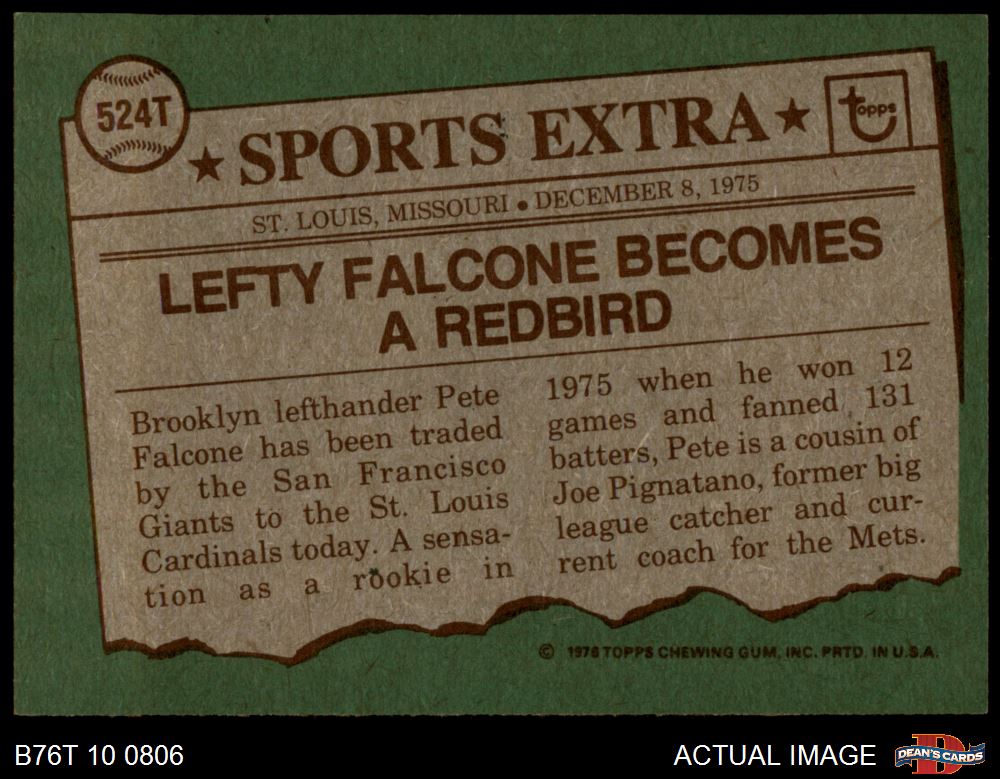 524T
★ SPORTS EXTRA ★
Topps
ST. LOUIS, MISSOURI • DECEMBER 8, 1975
LEFTY FALCONE BECOMES
A REDBIRD
Brooklyn lefthander Pete
Falcone has been traded
by the San Francisco
Giants to the St. Louis
Cardinals today. A sensa-
tion as a rookie in
1975 when he won 12
games and fanned 131
batters, Pete is a cousin of
Joe Pignatano, former big
league catcher and cur-
rent coach for the Mets.
© 1976 TOPPS CHEWING GUM, INC. PRTD. IN U.S.A.
B76T 10 0806
ACTUAL IMAGE
DEAN'S CARDS